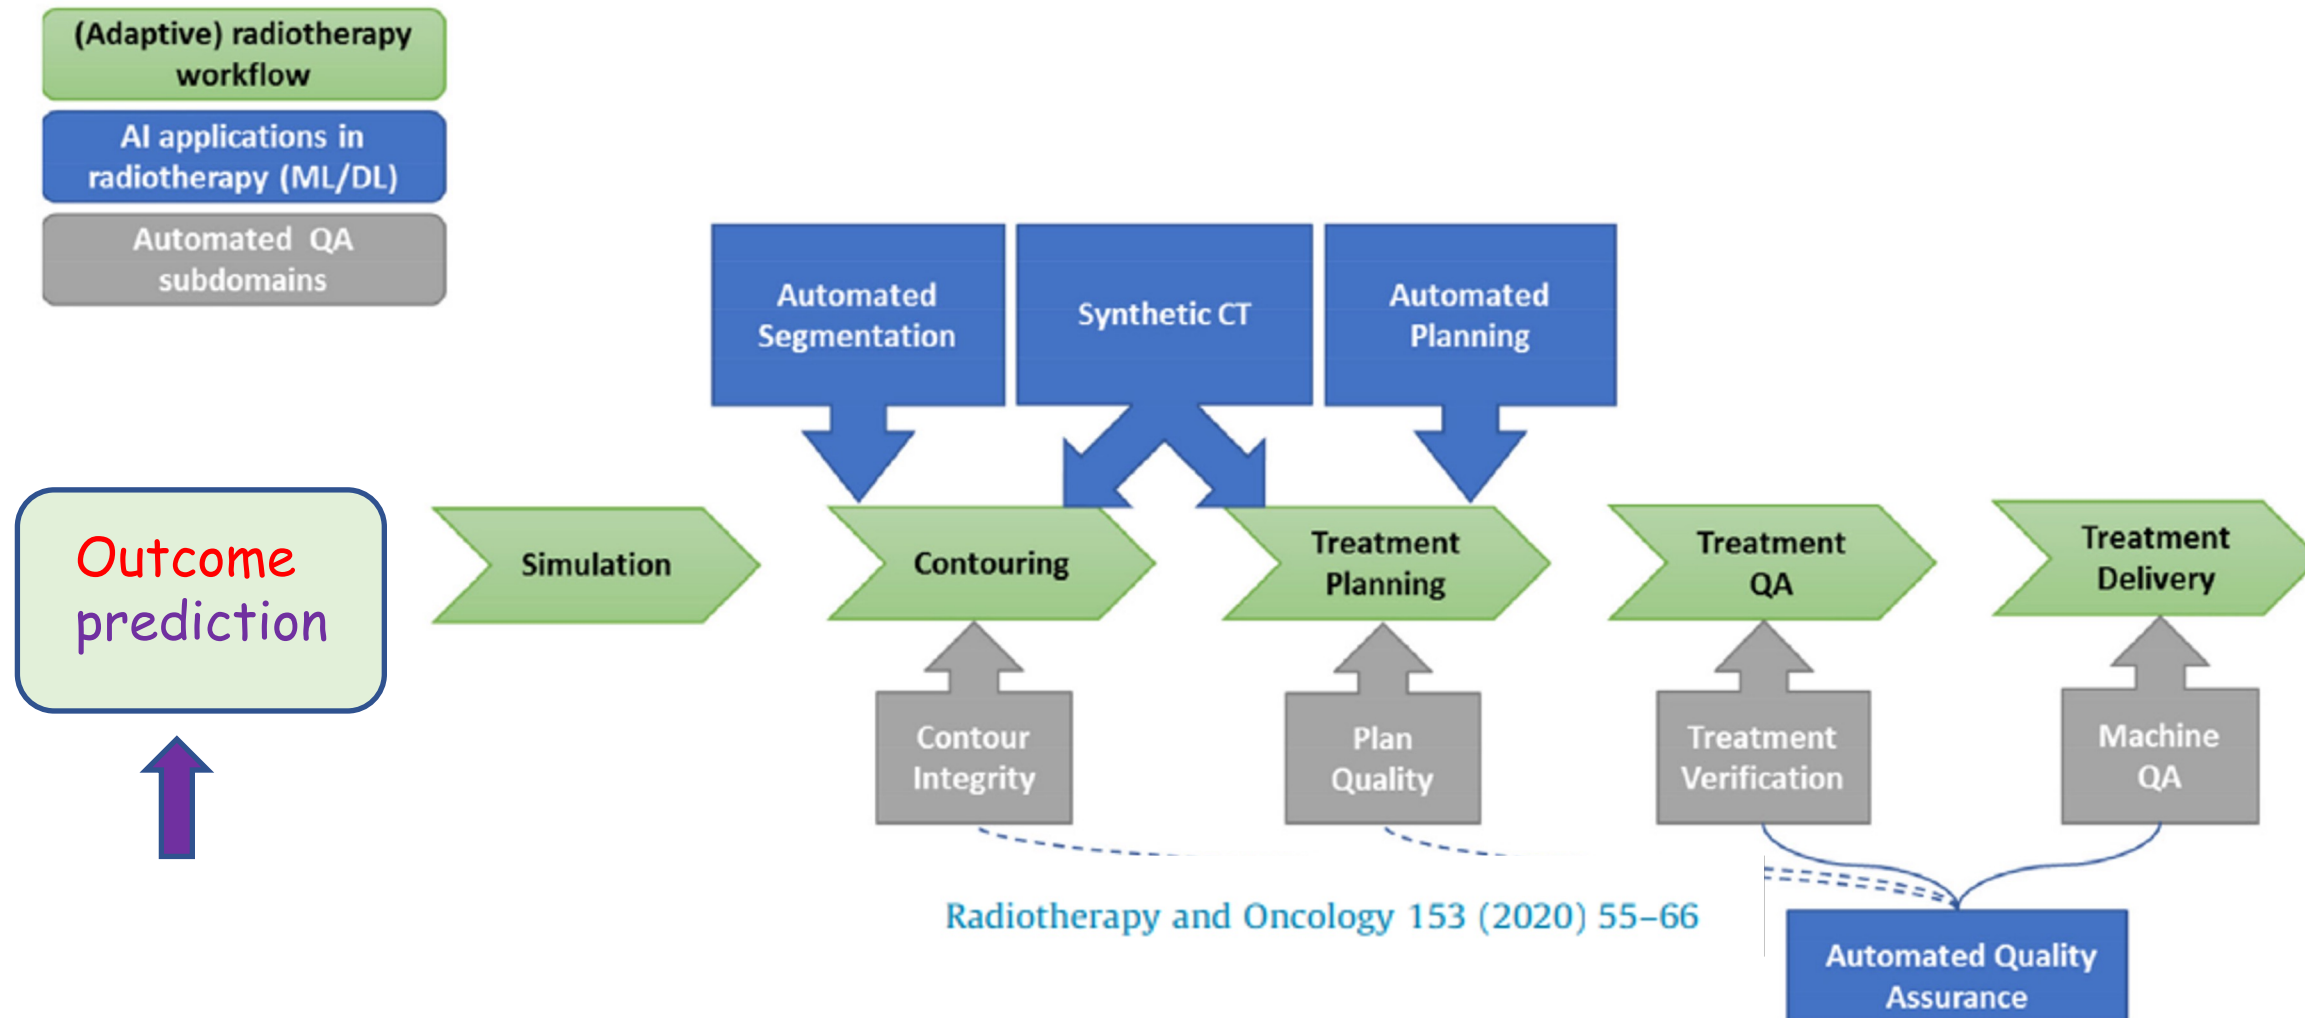 (Adaptive) radiotherapy
workflow
AI applications in
radiotherapy (ML/DL)
Automated QA
subdomains
Automated
Segmentation
Synthetic CT
Automated
Planning
Outcome
prediction
Simulation
Contouring
Treatment
Planning
Treatment
QA
Treatment
Delivery
Contour
Integrity
Plan
Quality
Treatment
Verification
Machine
QA
Radiotherapy and Oncology 153 (2020) 55–66
Automated Quality
Assurance